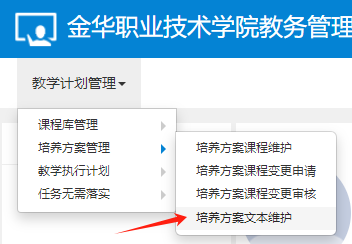 金华职业技术学院教务管理
教学计划管理
课程库管理
培养方案管理
教学执行计划
任务无需落实
培养方案课程维护
培养方案课程变更申请
培养方案课程变更审核
培养方案文本维护